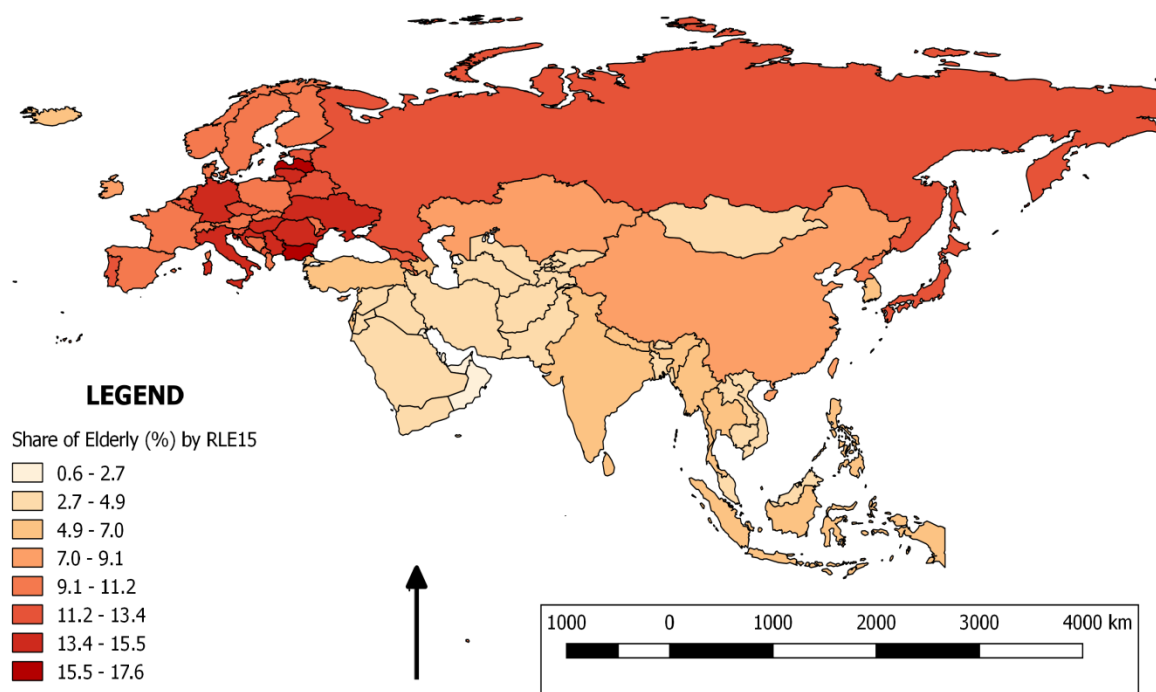 LEGEND
Share of Elderly (%) by RLE15
0.6 - 2.7
2.7 - 4.9
4.9 - 7.0
7.0 - 9.1
9.1 - 11.2
11.2 - 13.4
13.4 - 15.5
15.5 - 17.6
1000 0 1000 2000 3000 4000 km